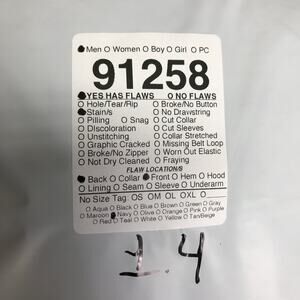 Men Women Boy Girl PC
91258
YES HAS FLAWS NO FLAWS
Hole/Tear/Rip Broke/No Button
Stain/s No Drawstring
Pilling Snag Cut Collar
Discoloration Cut Sleeves
Unstitching Collar Stretched
Graphic Cracked Missing Belt Loop
Broke/No Zipper Worn Out Elastic
Not Dry Cleaned Fraying
FLAW LOCATION/S
Back Collar Front Hem Hood
Lining Seam Sleeve Underarm
No Size Tag: OS OM OL OXL
Aqua Black Blue Brown Green Gray
Maroon Navy Olive Orange Pink Purple
Red Teal White Yellow Tan/Beige
1.4